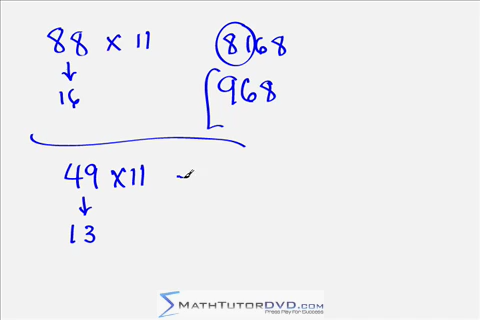 88 x 11 8168
16 968
49 x 11
13
MATHTUTORDVD.COM
Press Play For Success